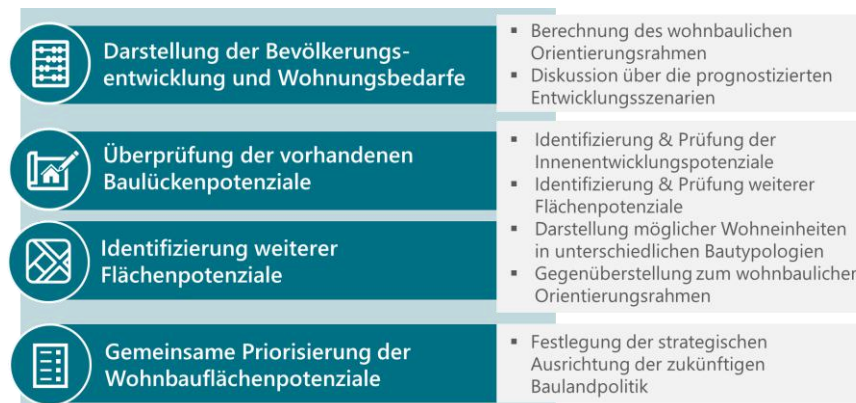 Darstellung der Bevölkerungs-
entwicklung und Wohnungsbedarfe
▪ Berechnung des wohnbaulichen
Orientierungsrahmen
▪ Diskussion über die prognostizierten
Entwicklungsszenarien
Überprüfung der vorhandenen
Baulückenpotenziale
Identifizierung weiterer
Flächenpotenziale
▪ Identifizierung & Prüfung der
Innenentwicklungspotenziale
▪ Identifizierung & Prüfung weiterer
Flächenpotenziale
▪ Darstellung möglicher Wohneinheiten
in unterschiedlichen Bautypologien
▪ Gegenüberstellung zum wohnbaulichen
Orientierungsrahmen
Gemeinsame Priorisierung der
Wohnbauflächenpotenziale
▪ Festlegung der strategischen
Ausrichtung der zukünftigen
Baulandpolitik